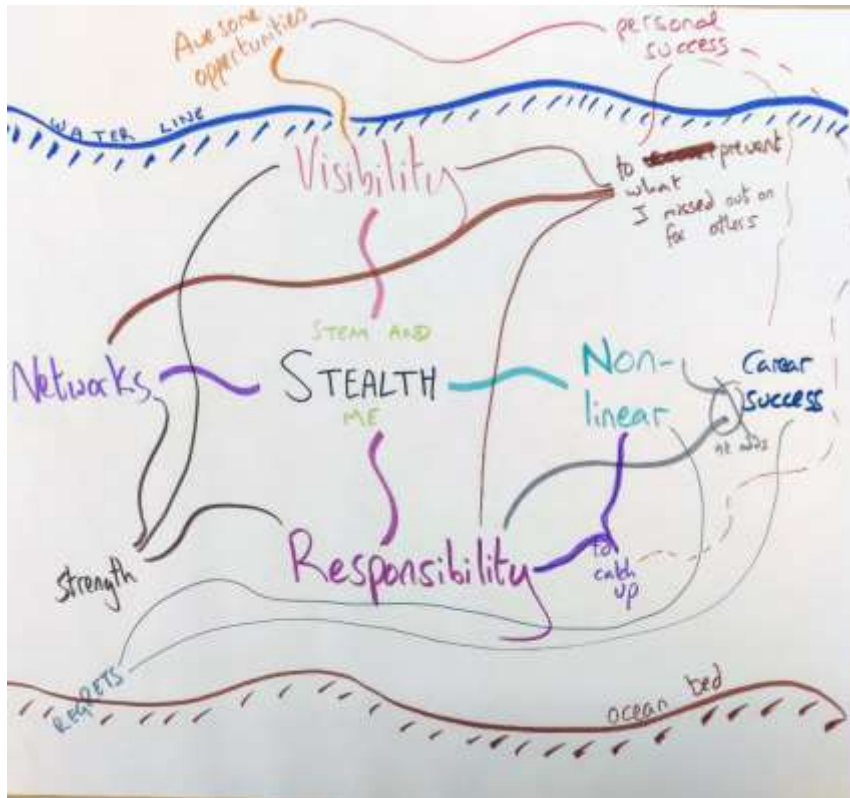 Awesome
opportunities
personal
success
WATER LINE
Visibility
to prevent
what
I missed out on
for others
STEM AND
Networks
STEALTH
ME
Non-
linear
Carear
success
Strength
Responsibility
to
catch
up
REGRETS
ocean bed